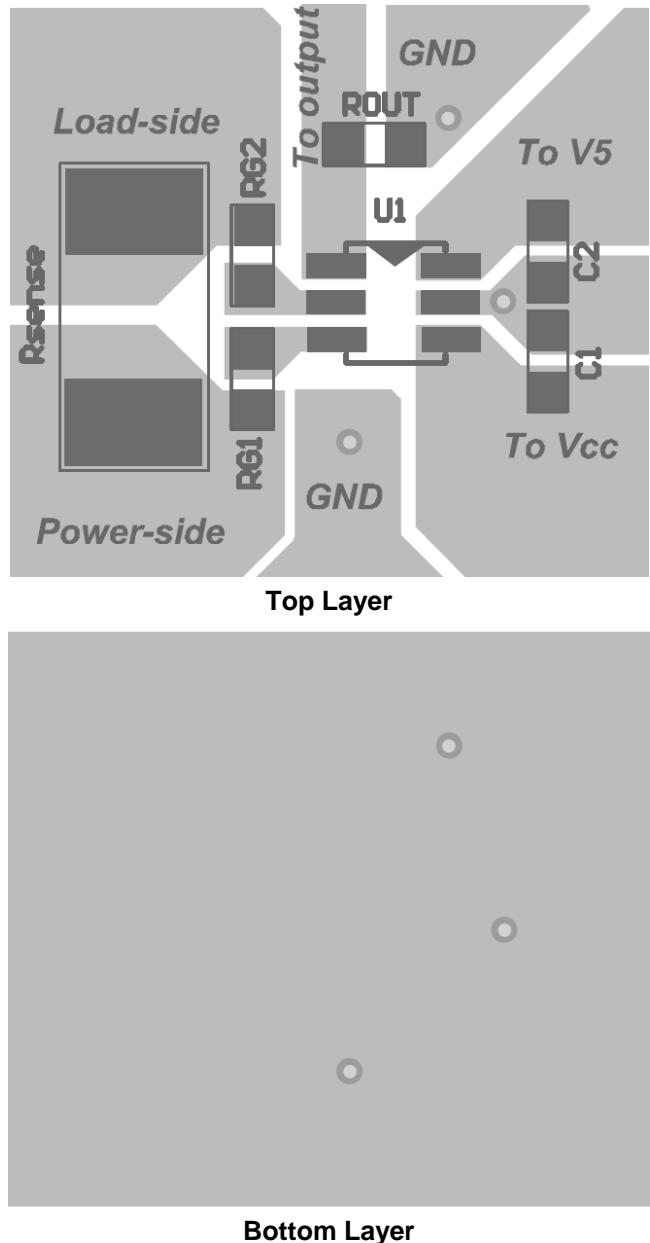 To output
GND
ROUT
Load-side
RG2
To V5
U1
Rsense
C2
C1
RG1
To Vcc
GND
Power-side
Top Layer
Bottom Layer